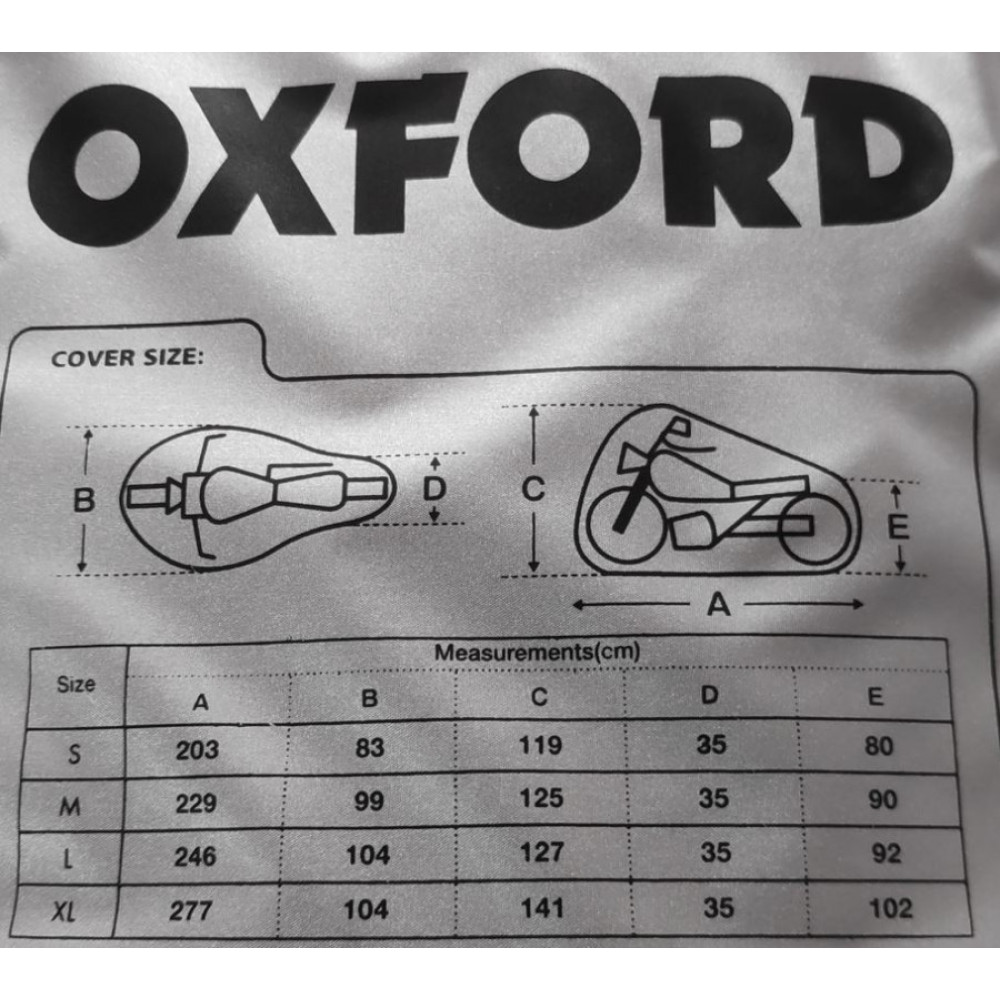 OXFORD
COVER SIZE:
B D C E
A
Measurements(cm)
Size A B C D E
S 203 83 119 35 80
M 229 99 125 35 90
L 246 104 127 35 92
XL 277 104 141 35 102